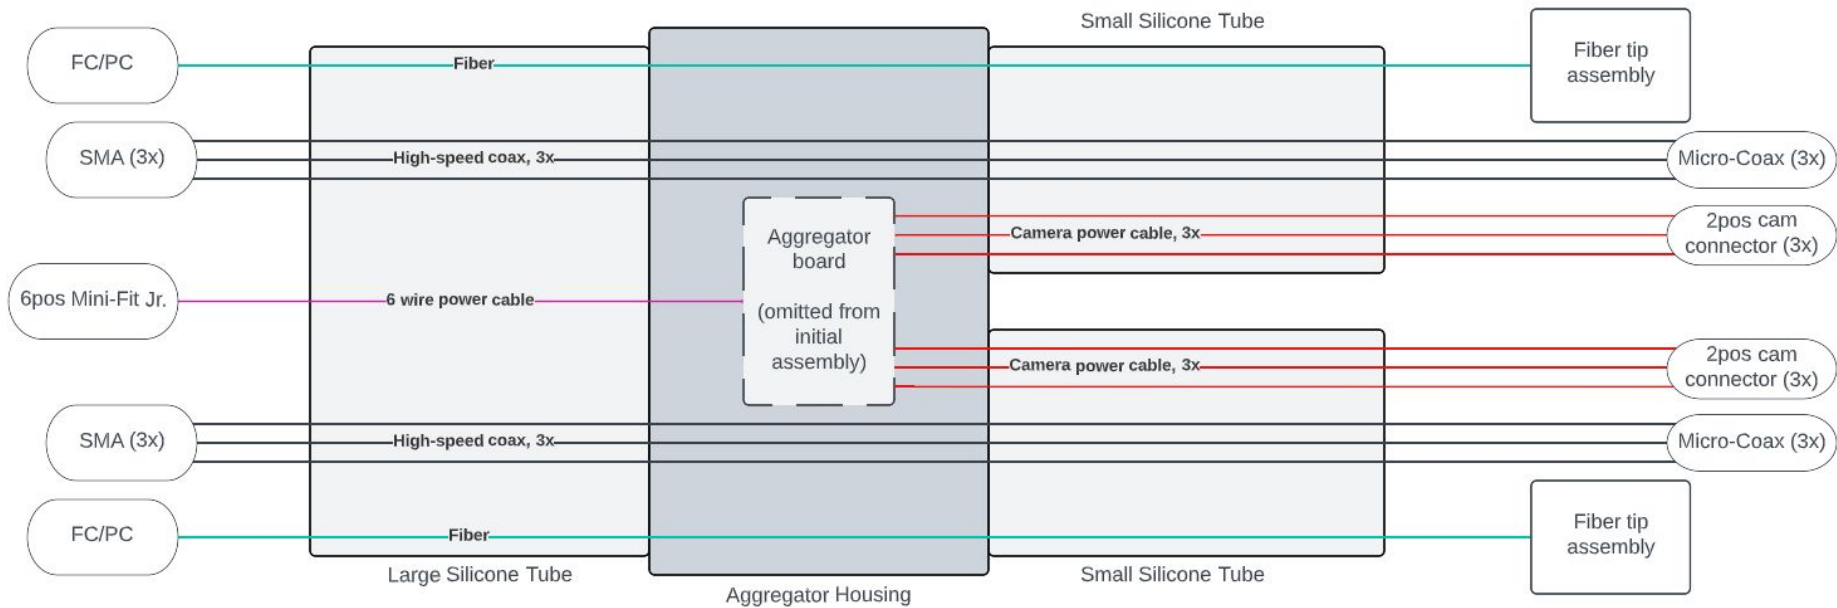 Small Silicone Tube
FC/PC
Fiber
Fiber tip
assembly
SMA (3x)
High-speed coax, 3x
Micro-Coax (3x)
Aggregator
board
(omitted from
initial
assembly)
Camera power cable, 3x
2pos cam
connector (3x)
6pos Mini-Fit Jr.
6 wire power cable
Camera power cable, 3x
2pos cam
connector (3x)
SMA (3x)
High-speed coax, 3x
Micro-Coax (3x)
FC/PC
Fiber
Fiber tip
assembly
Large Silicone Tube
Aggregator Housing
Small Silicone Tube